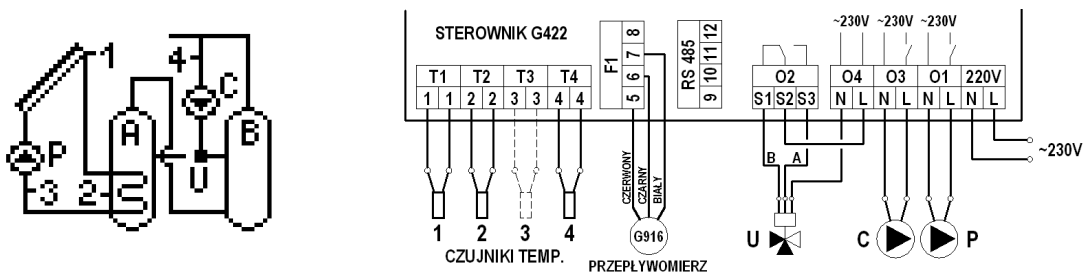 1
4
C
A
B
P
U
3
2
STEROWNIK G422
T1 T2 T3 T4
1 1 2 2 3 3 4 4
F1
8
7
6
5
RS 485
12
11
10
9
~230V ~230V ~230V
O2 O4 O3 O1 220V
S1 S2 S3 N L N L N L N L
~230V
CZERWONY
CZARNY
BIAŁY
B A
G916
1 2 3 4
U C P
CZUJNIKI TEMP.
PRZEPŁYWOMIERZ